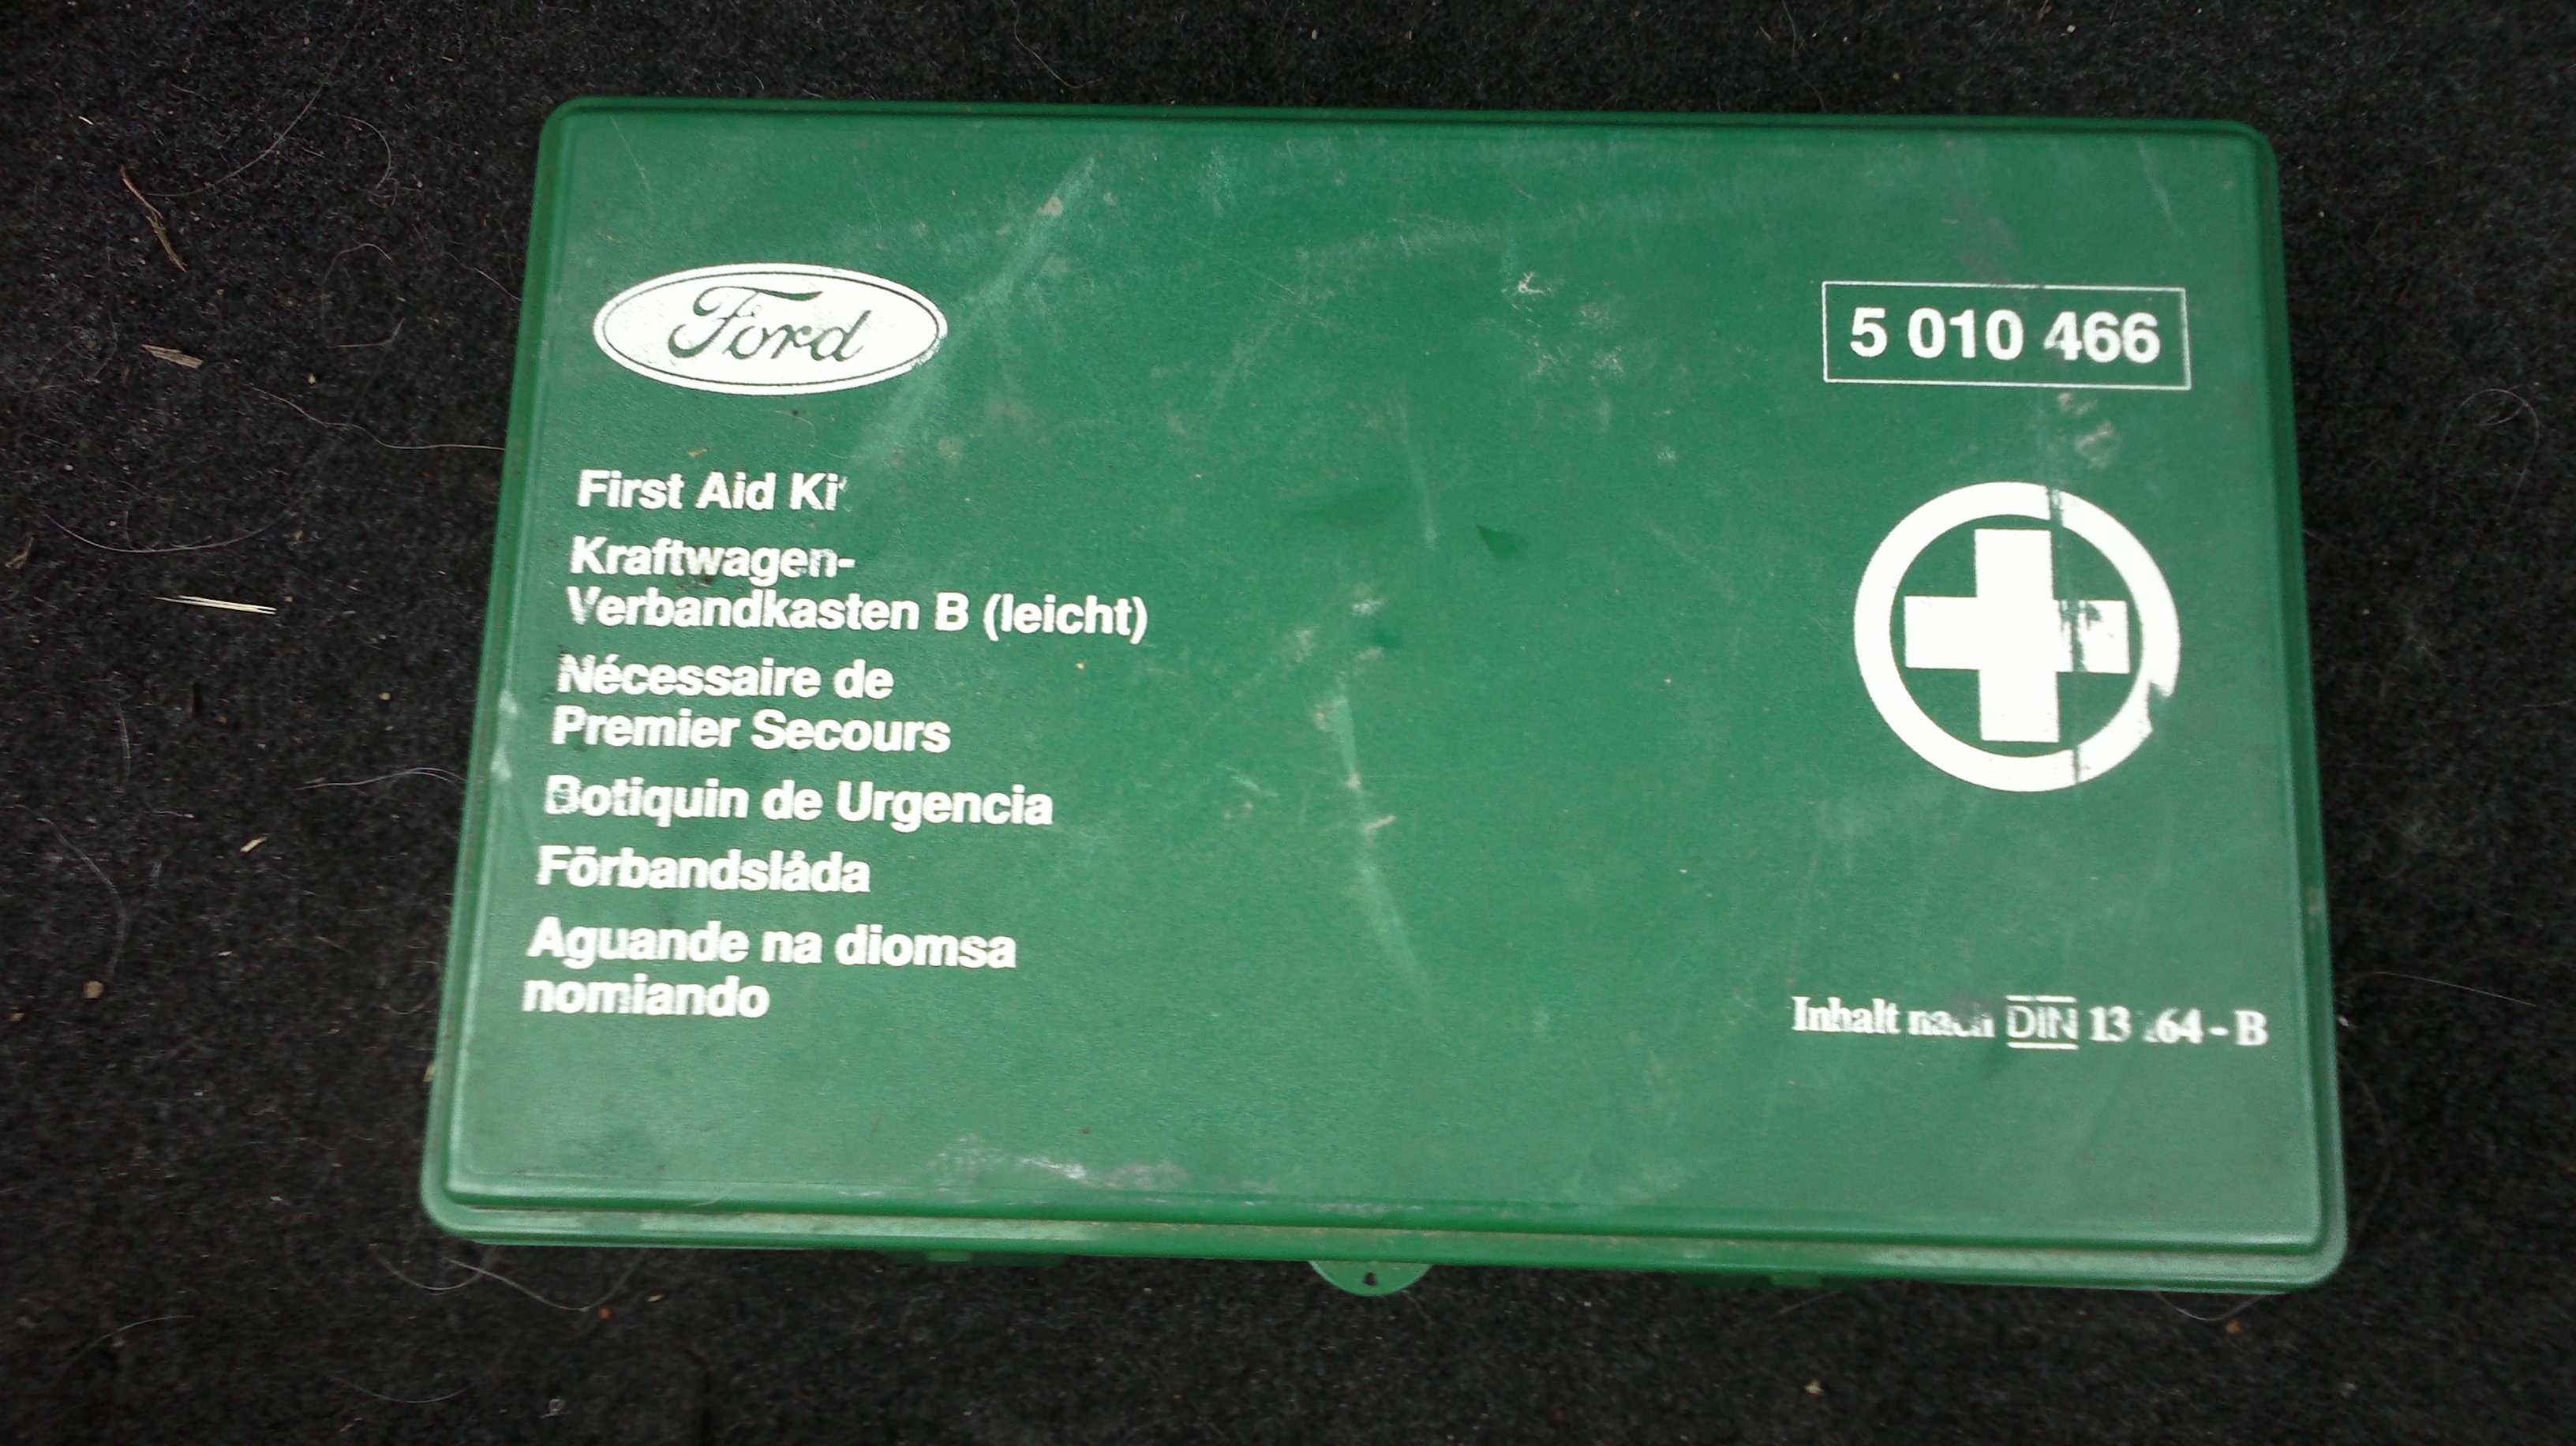 Ford
5 010 466
First Aid Ki
Kraftwagen-
Verbandkasten B (leicht)
Nécessaire de
Premier Secours
Botiquin de Urgencia
Förbandslåda
Aguande na diomsa
nomiando
Inhalt nach DIN 13 64 - B